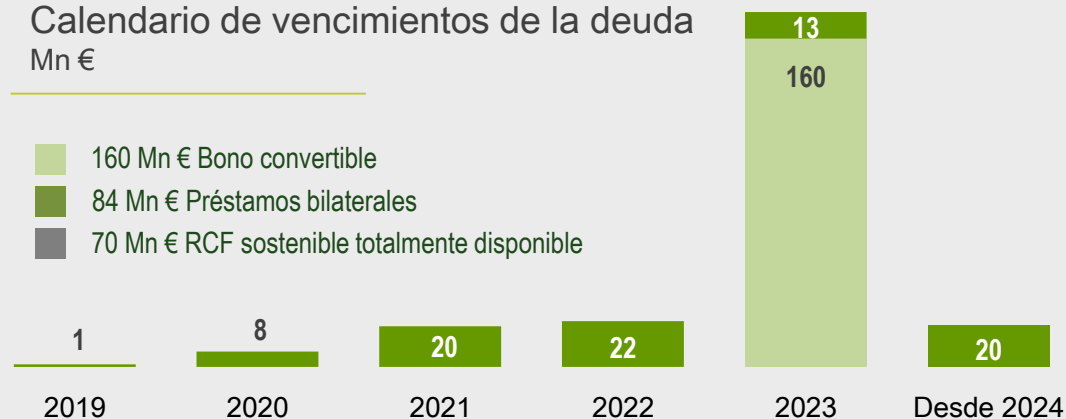 Calendario de vencimientos de la deuda
Mn €
160 Mn € Bono convertible
84 Mn € Préstamos bilaterales
70 Mn € RCF sostenible totalmente disponible
13
160
1
8
20
22
20
2019
2020
2021
2022
2023
Desde 2024